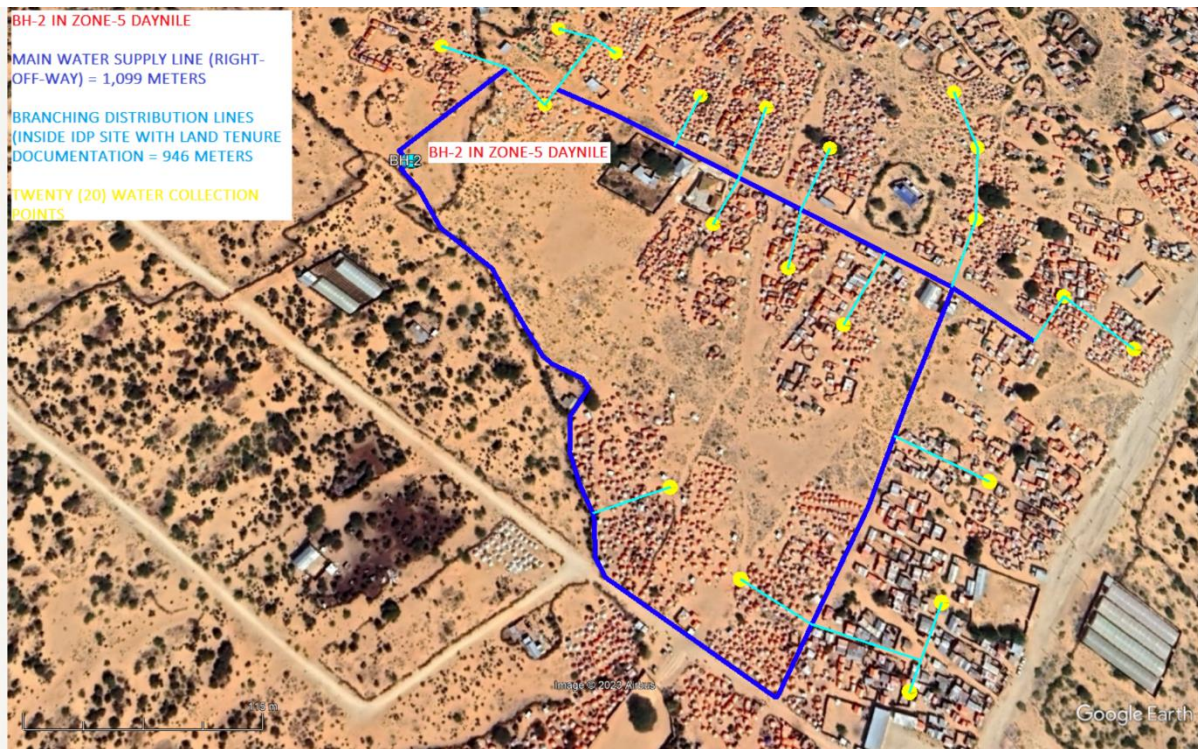 BH-2 IN ZONE-5 DAYNILE
MAIN WATER SUPPLY LINE (RIGHT-
OFF-WAY) = 1,099 METERS
BRANCHING DISTRIBUTION LINES
(INSIDE IDP SITE WITH LAND TENURE
DOCUMENTATION = 946 METERS
TWENTY (20) WATER COLLECTION
POINTS
BH-2
BH-2 IN ZONE-5 DAYNILE
Image © 2023 Airbus
Google Earth